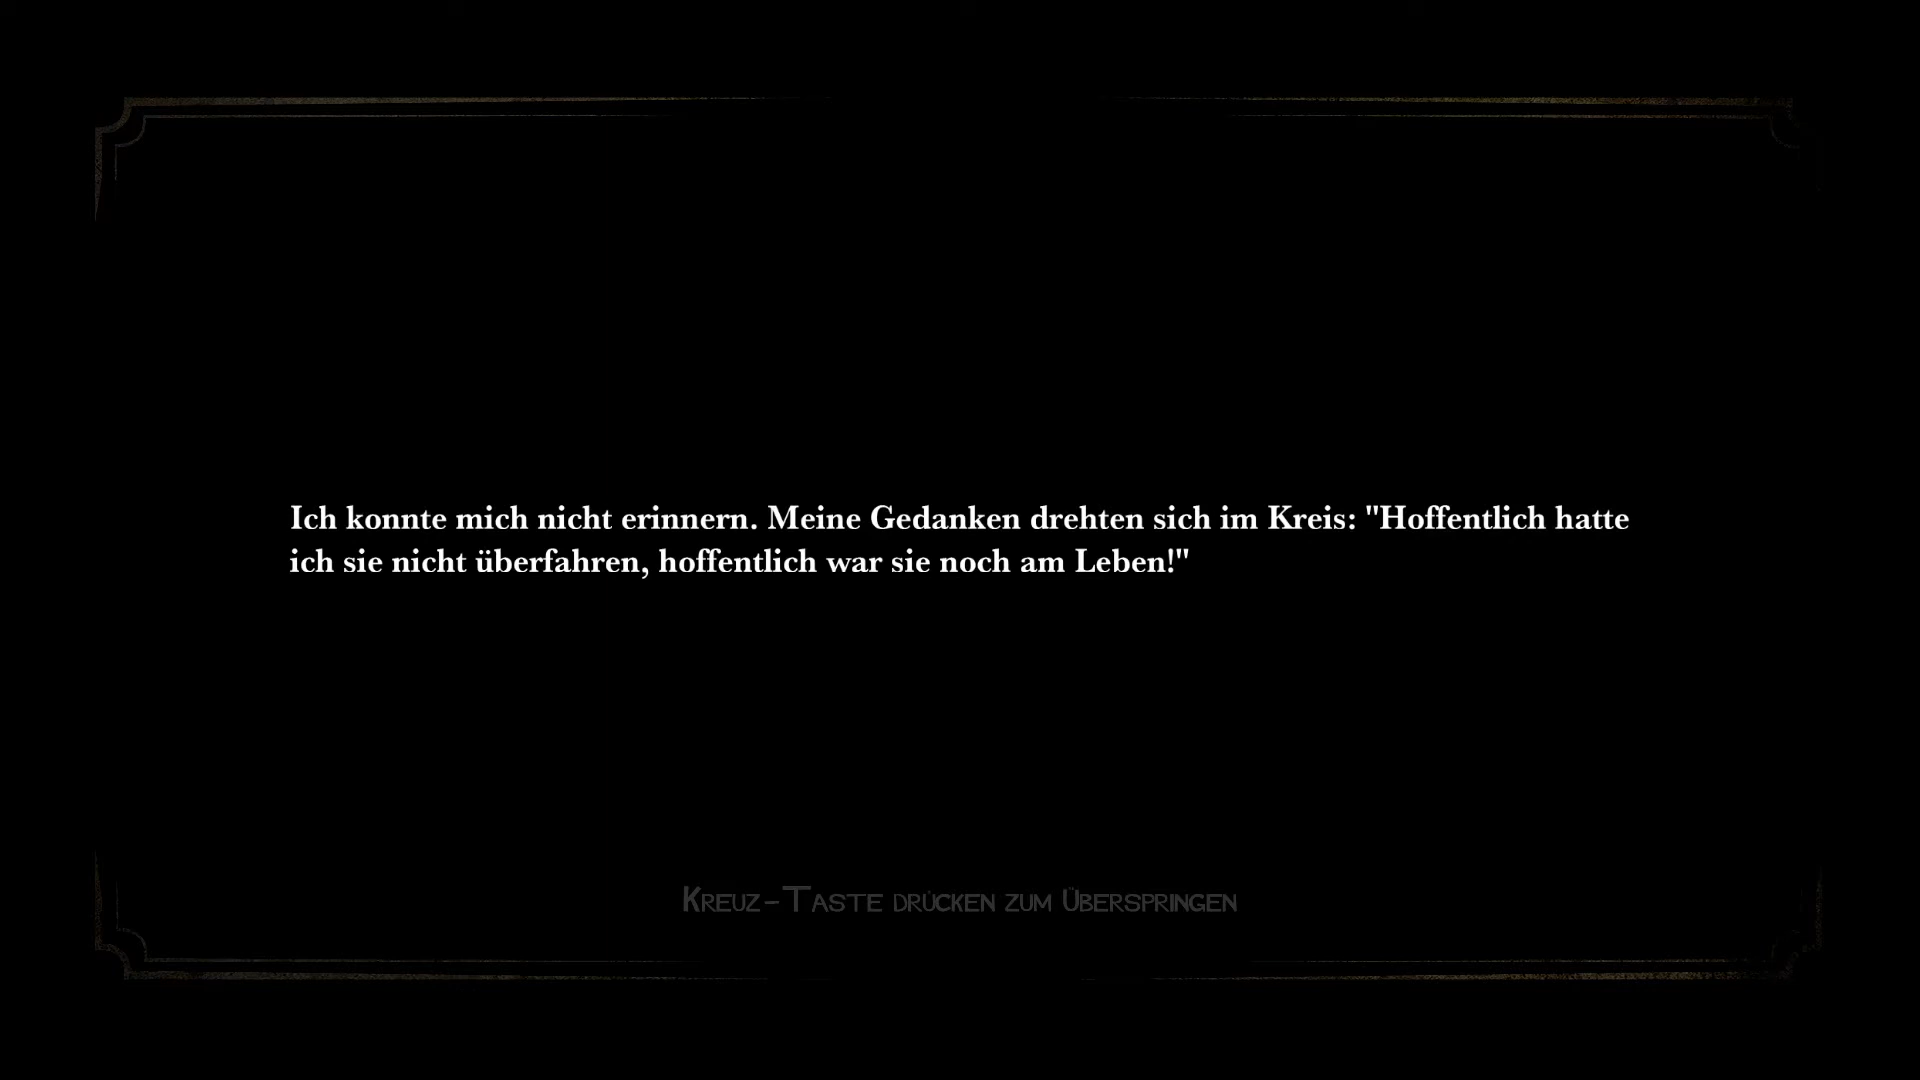 Ich konnte mich nicht erinnern. Meine Gedanken drehten sich im Kreis: "Hoffentlich hatte
ich sie nicht überfahren, hoffentlich war sie noch am Leben!"
Kreuz-Taste drücken zum Überspringen